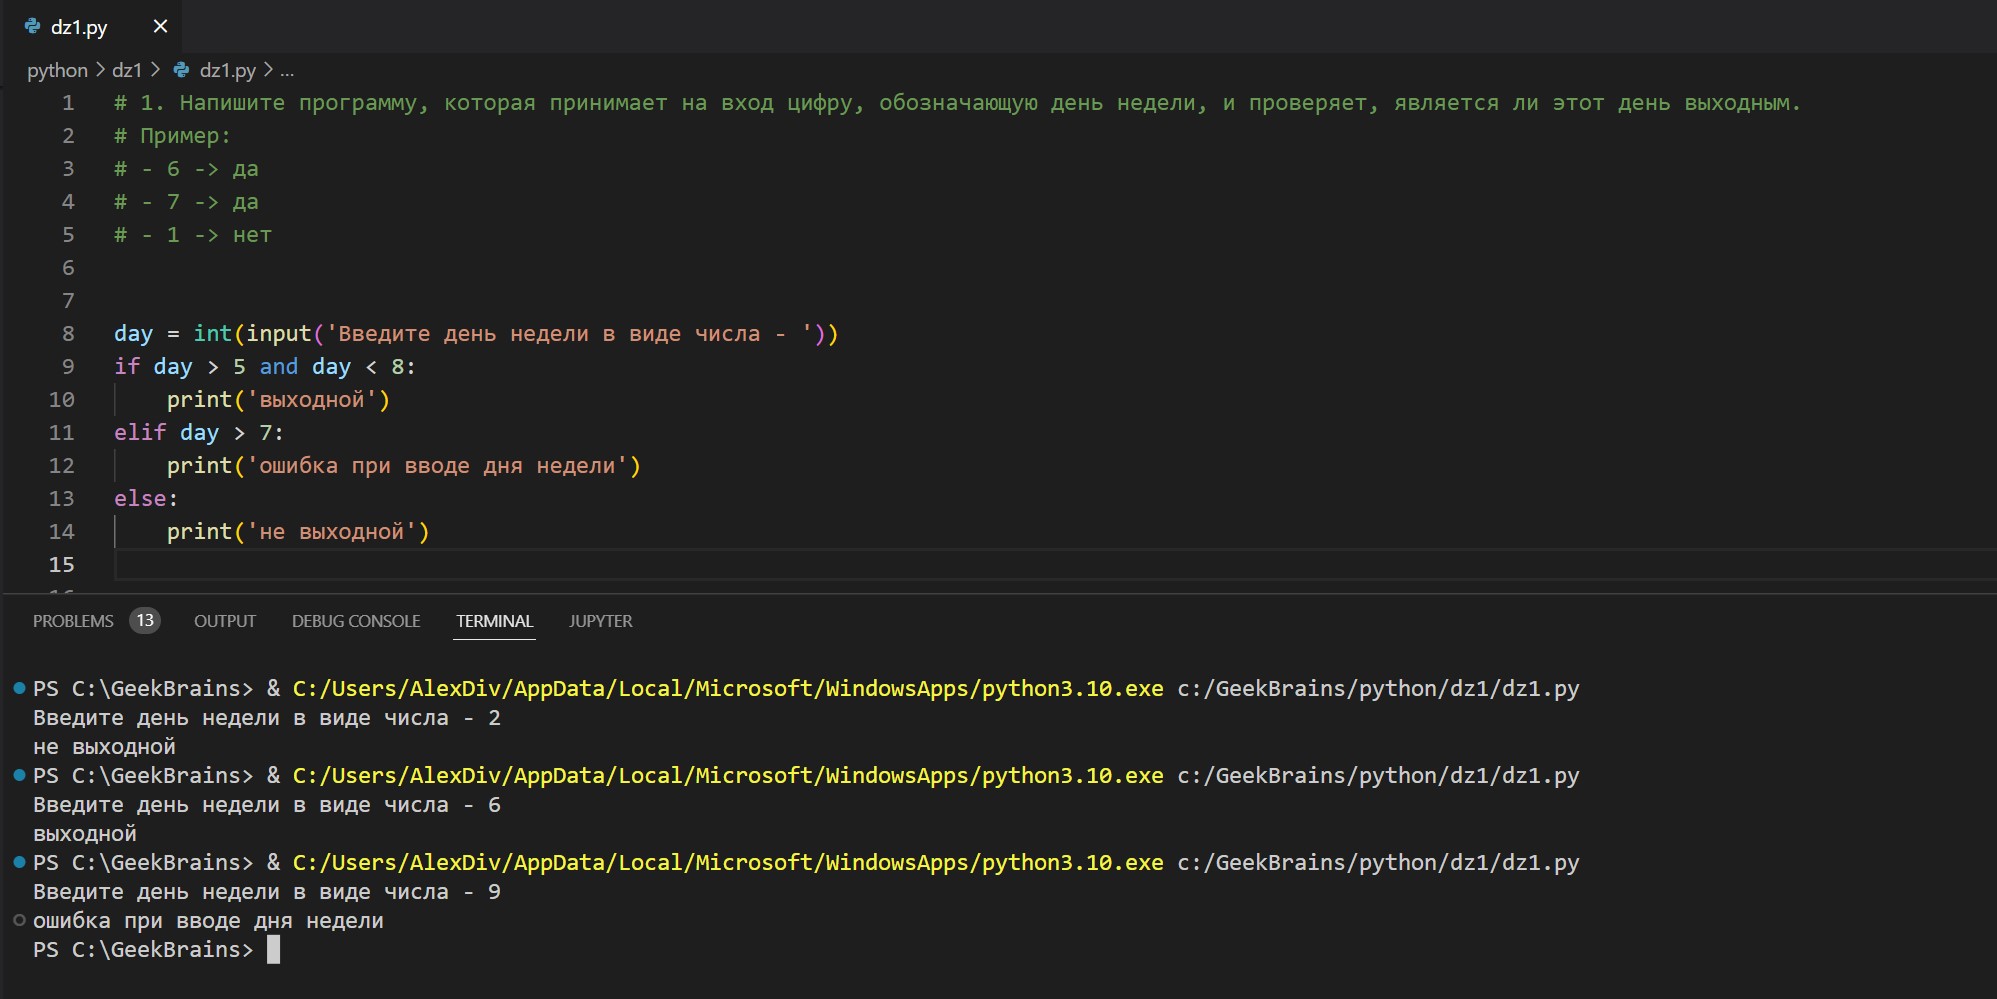 dz1.py
python > dz1 > dz1.py > ...
1 # 1. Напишите программу, которая принимает на вход цифру, обозначающую день недели, и проверяет, является ли этот день выходным.
2 # Пример:
3 # - 6 -> да
4 # - 7 -> да
5 # - 1 -> нет
6
7
8 day = int(input('Введите день недели в виде числа - '))
9 if day > 5 and day < 8:
10     print('выходной')
11 elif day > 7:
12     print('ошибка при вводе дня недели')
13 else:
14     print('не выходной')
15
PROBLEMS 13 OUTPUT DEBUG CONSOLE TERMINAL JUPYTER
PS C:\GeekBrains> & C:/Users/AlexDiv/AppData/Local/Microsoft/WindowsApps/python3.10.exe c:/GeekBrains/python/dz1/dz1.py
Введите день недели в виде числа - 2
не выходной
PS C:\GeekBrains> & C:/Users/AlexDiv/AppData/Local/Microsoft/WindowsApps/python3.10.exe c:/GeekBrains/python/dz1/dz1.py
Введите день недели в виде числа - 6
выходной
PS C:\GeekBrains> & C:/Users/AlexDiv/AppData/Local/Microsoft/WindowsApps/python3.10.exe c:/GeekBrains/python/dz1/dz1.py
Введите день недели в виде числа - 9
ошибка при вводе дня недели
PS C:\GeekBrains>